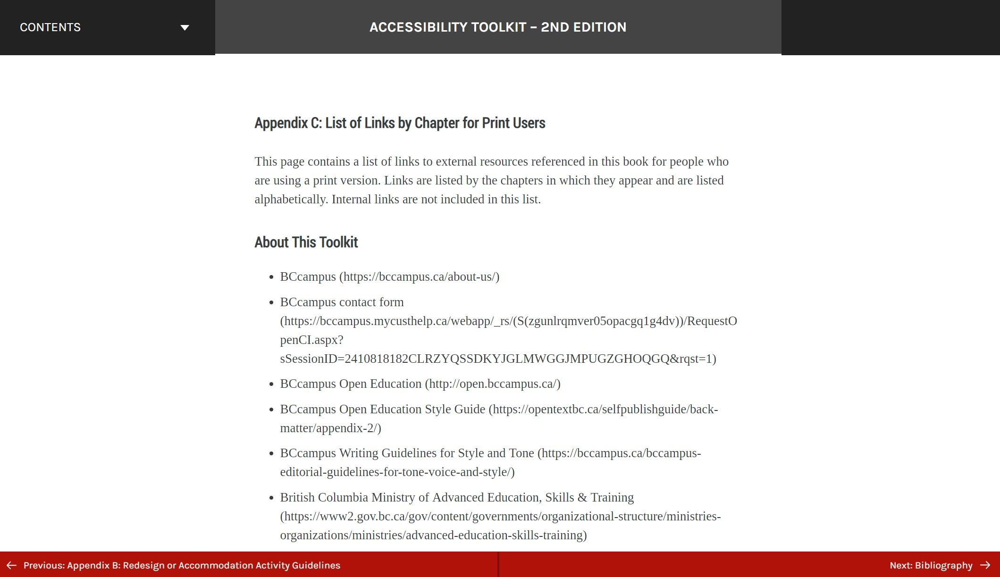 CONTENTS
ACCESSIBILITY TOOLKIT – 2ND EDITION
Appendix C: List of Links by Chapter for Print Users
This page contains a list of links to external resources referenced in this book for people who
are using a print version. Links are listed by the chapters in which they appear and are listed
alphabetically. Internal links are not included in this list.
About This Toolkit
• BCcampus (https://bccampus.ca/about-us/)
• BCcampus contact form
(https://bccampus.mycusthelp.ca/webapp/_rs/(S(zgunlrqmver05opacgq1g4dv))/RequestO
penCI.aspx?
sSessionID=2410818182CLRZYQSSDKYJGLMWGGJMPUGZGHOQGQ&rqst=1)
• BCcampus Open Education (http://open.bccampus.ca/)
• BCcampus Open Education Style Guide (https://opentextbc.ca/selfpublishguide/back-
matter/appendix-2/)
• BCcampus Writing Guidelines for Style and Tone (https://bccampus.ca/bccampus-
editorial-guidelines-for-tone-voice-and-style/)
• British Columbia Ministry of Advanced Education, Skills & Training
(https://www2.gov.bc.ca/gov/content/governments/organizational-structure/ministries-
organizations/ministries/advanced-education-skills-training)
← Previous: Appendix B: Redesign or Accommodation Activity Guidelines
Next: Bibliography →